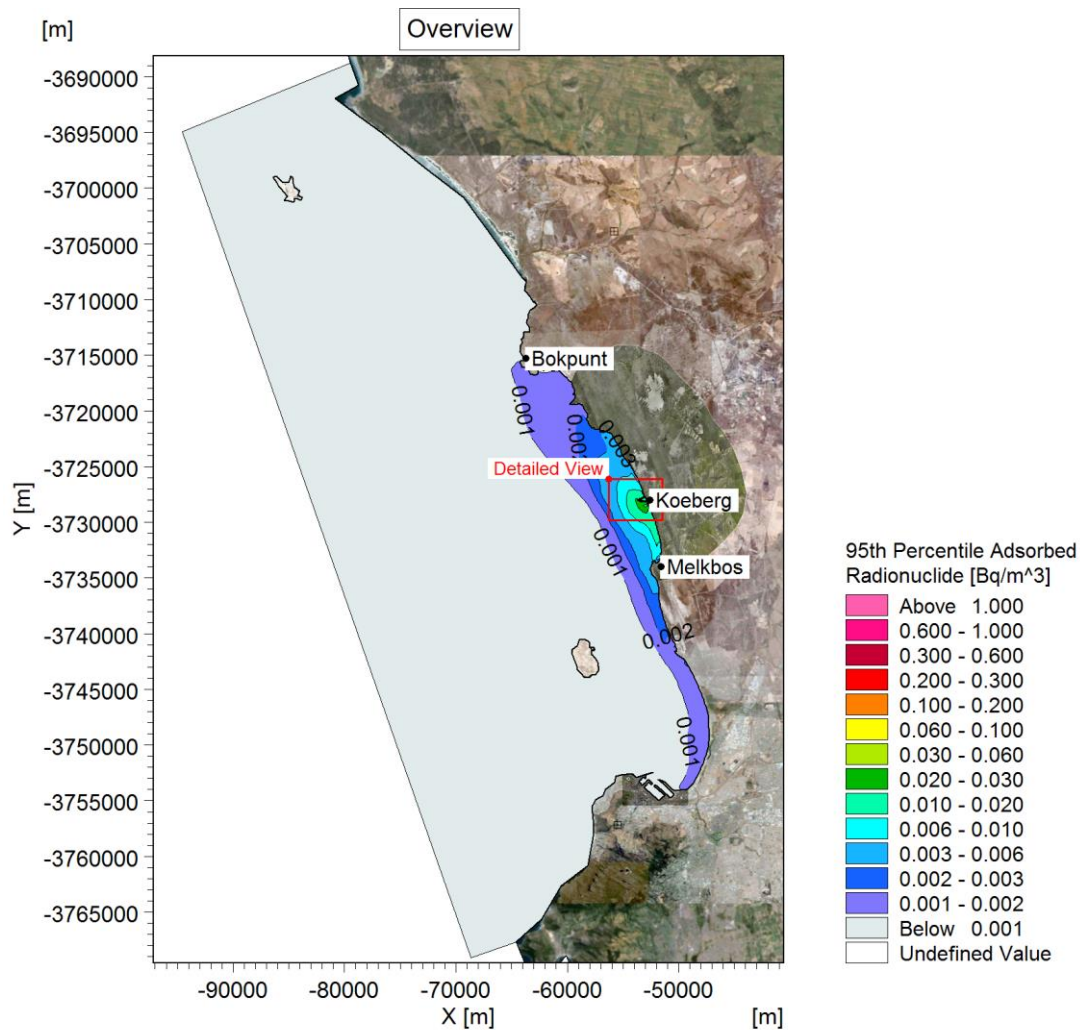 Overview
[m]
-3690000
-3695000
-3700000
-3705000
-3710000
-3715000
-3720000
-3725000
-3730000
-3735000
-3740000
-3745000
-3750000
-3755000
-3760000
-3765000
Y [m]
Bokpunt
0.001
0.003
Detailed View
Koeberg
0.001
Melkbos
0.002
0.001
-90000 -80000 -70000 -60000 -50000
X [m] [m]
95th Percentile Adsorbed
Radionuclide [Bq/m^3]
Above 1.000
0.600 - 1.000
0.300 - 0.600
0.200 - 0.300
0.100 - 0.200
0.060 - 0.100
0.030 - 0.060
0.020 - 0.030
0.010 - 0.020
0.006 - 0.010
0.003 - 0.006
0.002 - 0.003
0.001 - 0.002
Below 0.001
Undefined Value